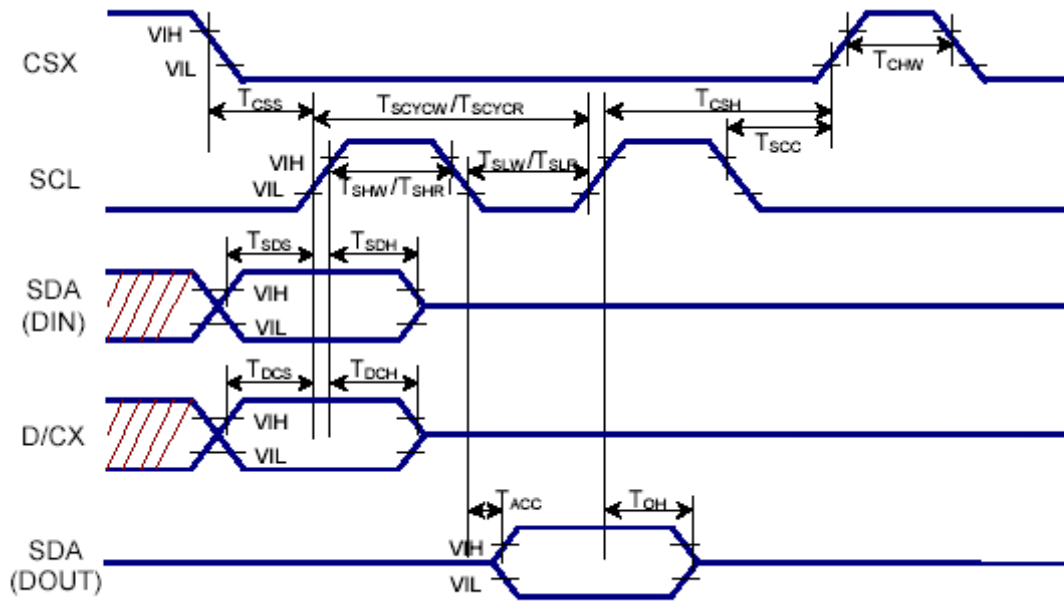 CSX
VIH
VIL
TCSS
TSCYCW/TSCYCR
TCSH
TCHW
TSCC
SCL
VIH
VIL
TSHW/TSHR
TSLW/TSLR
SDA
(DIN)
TSDS
TSDH
VIH
VIL
D/CX
TDCS
TDCH
VIH
VIL
SDA
(DOUT)
TACC
TOH
VIH
VIL